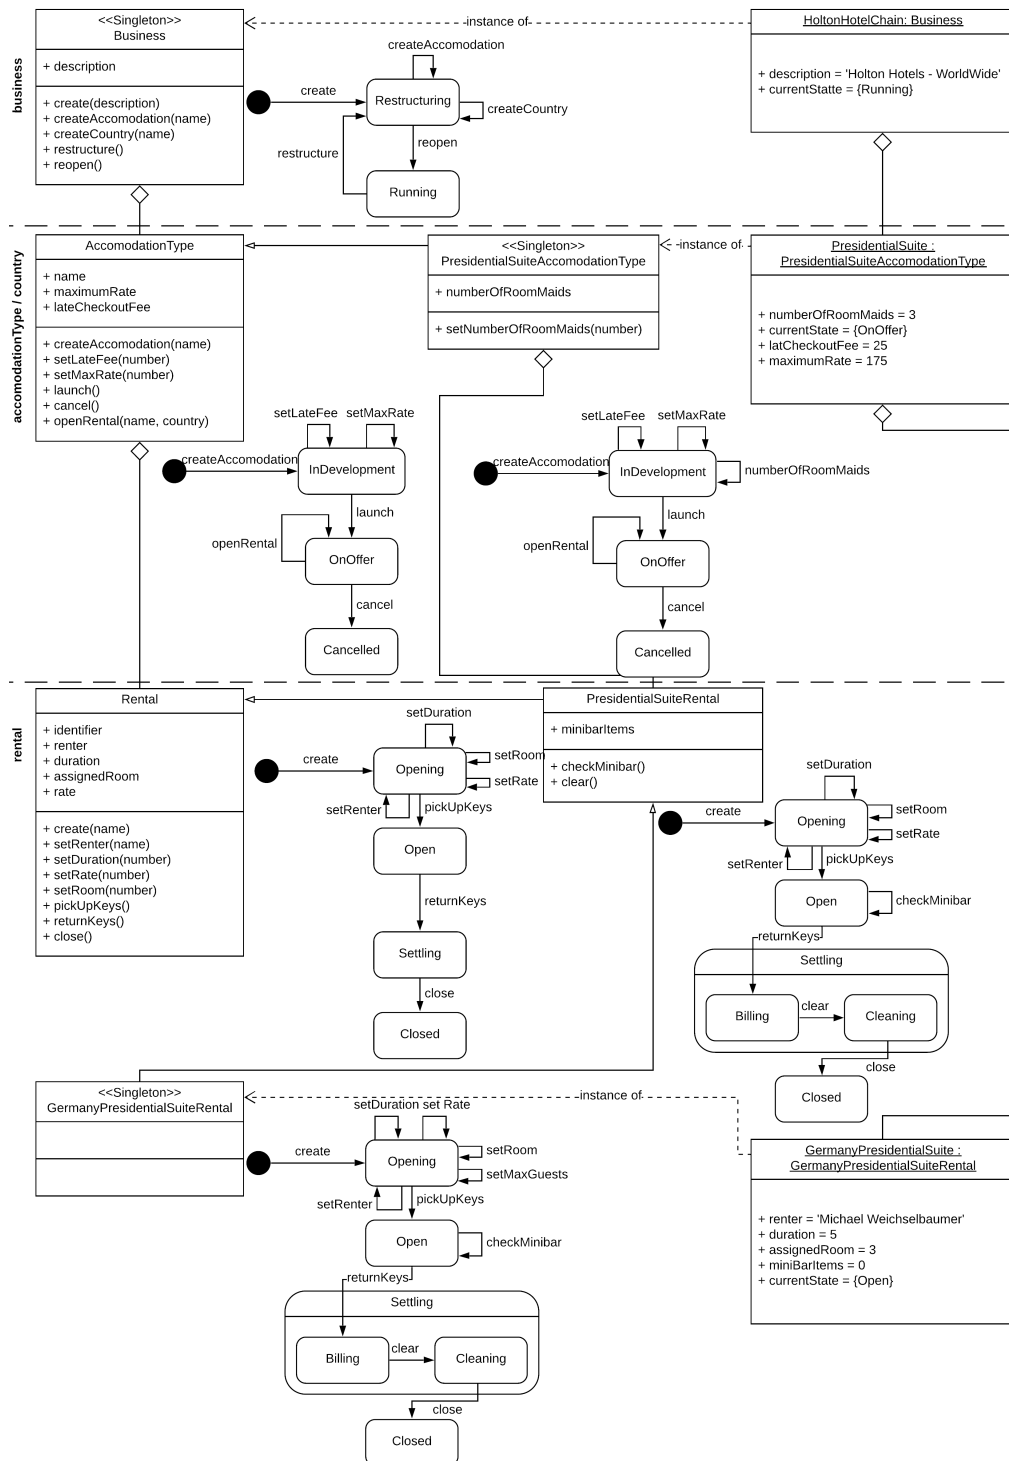 business
<<Singleton>>
Business
+ description
+ create(description)
+ createAccomodation(name)
+ createCountry(name)
+ restructure()
+ reopen()
create
createAccomodation
Restructuring
createCountry
reopen
restructure
Running
instance of
HoltonHotelChain: Business
+ description = 'Holton Hotels - WorldWide'
+ currentStatte = {Running}
accomodationType / country
AccomodationType
+ name
+ maximumRate
+ lateCheckoutFee
+ createAccomodation(name)
+ setLateFee(number)
+ setMaxRate(number)
+ launch()
+ cancel()
+ openRental(name, country)
<<Singleton>>
PresidentialSuiteAccomodationType
+ numberOfRoomMaids
+ setNumberOfRoomMaids(number)
instance of
PresidentialSuite :
PresidentialSuiteAccomodationType
+ numberOfRoomMaids = 3
+ currentState = {OnOffer}
+ latCheckoutFee = 25
+ maximumRate = 175
setLateFee
setMaxRate
createAccomodation
InDevelopment
launch
openRental
OnOffer
cancel
Cancelled
setLateFee
setMaxRate
createAccomodation
InDevelopment
numberOfRoomMaids
launch
openRental
OnOffer
cancel
Cancelled
rental
Rental
+ identifier
+ renter
+ duration
+ assignedRoom
+ rate
+ create(name)
+ setRenter(name)
+ setDuration(number)
+ setRate(number)
+ setRoom(number)
+ pickUpKeys()
+ returnKeys()
+ close()
setDuration
create
Opening
setRoom
setRate
setRenter
pickUpKeys
Open
returnKeys
Settling
close
Closed
PresidentialSuiteRental
+ minibarItems
+ checkMinibar()
+ clear()
setDuration
create
Opening
setRoom
setRate
setRenter
pickUpKeys
Open
checkMinibar
returnKeys
Settling
Billing
clear
Cleaning
close
Closed
<<Singleton>>
GermanyPresidentialSuiteRental
instance of
setDuration set Rate
create
Opening
setRoom
setMaxGuests
setRenter
pickUpKeys
Open
checkMinibar
returnKeys
Settling
Billing
clear
Cleaning
close
Closed
GermanyPresidentialSuite :
GermanyPresidentialSuiteRental
+ renter = 'Michael Weichselbaumer'
+ duration = 5
+ assignedRoom = 3
+ miniBarItems = 0
+ currentState = {Open}